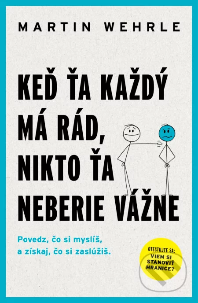 MARTIN WEHRLE
KEĎ ŤA KAŽDÝ
MÁ RÁD,
NIKTO ŤA
NEBERIE VÁŽNE
Povedz, čo si myslíš,
a získaj, čo si zaslúžiš.
OTESTUJTE SA:
VIEM SI
STANOVIŤ
HRANICE?
martinus